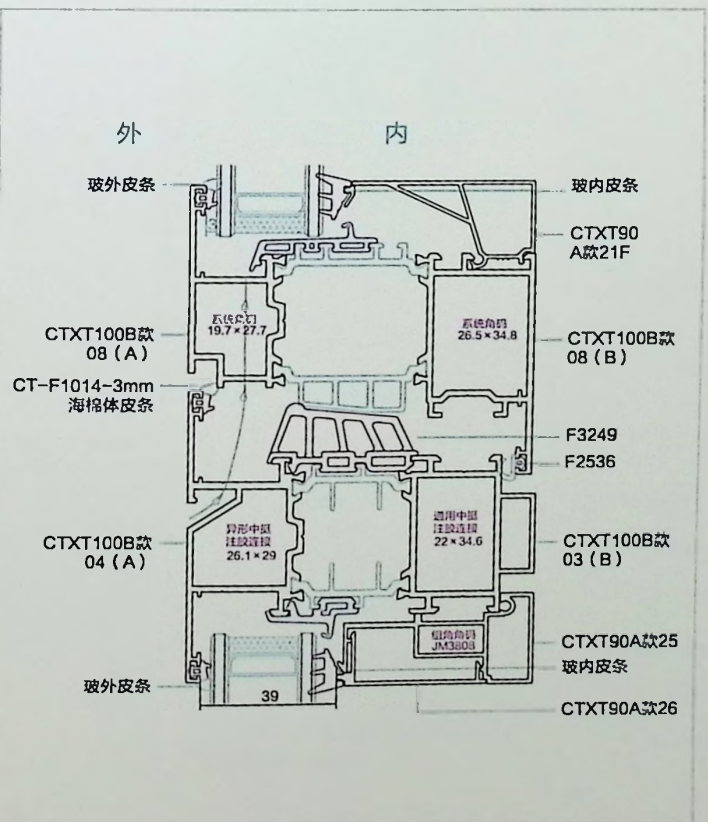 外
内
玻外皮条
玻内皮条
CTXT90
A款21F
系统角码
19.7×27.7
系统角码
26.5×34.8
CTXT100B款
08（A）
CTXT100B款
08（B）
CT-F1014-3mm
海棉体皮条
F3249
F2536
异形中挺
注胶连接
26.1×29
通用中挺
注胶连接
22×34.6
CTXT100B款
04（A）
CTXT100B款
03（B）
组角角码
JM3808
CTXT90A款25
玻内皮条
玻外皮条
39
CTXT90A款26